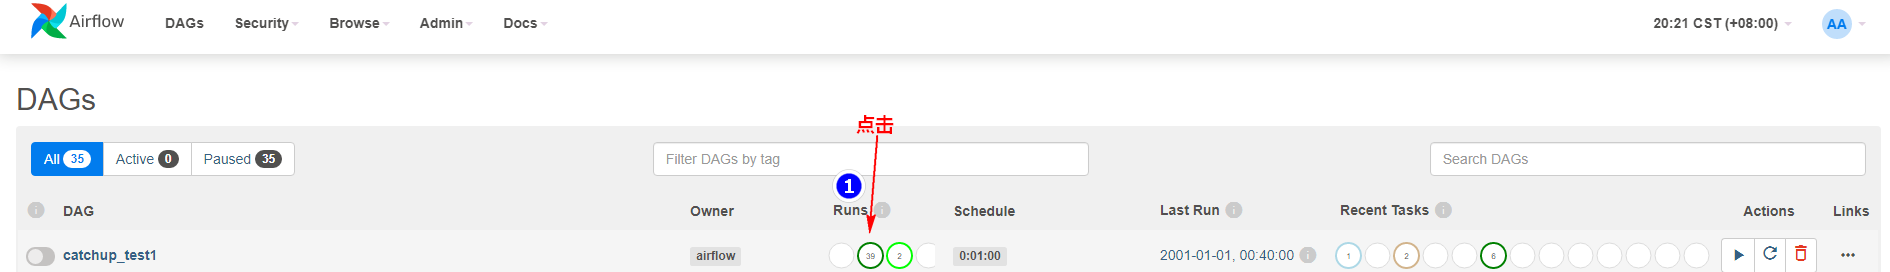 Airflow DAGs Security Browse Admin Docs 20:21 CST (+08:00) AA
DAGs
点击
All 35 Active 0 Paused 35 Filter DAGs by tag Search DAGs
1
i DAG Owner Runs i Schedule Last Run i Recent Tasks i Actions Links
catchup_test1 airflow 39 2 0:01:00 2001-01-01, 00:40:00 i 1 2 6